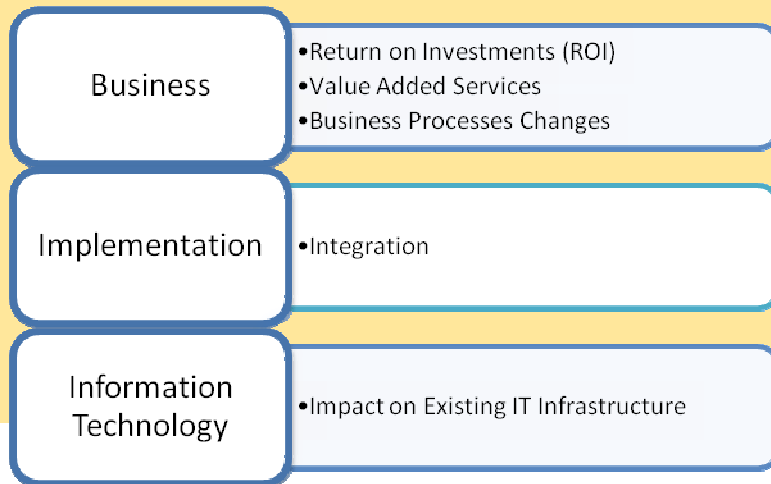 Business
•Return on Investments (ROI)
•Value Added Services
•Business Processes Changes
Implementation
•Integration
Information
Technology
•Impact on Existing IT Infrastructure